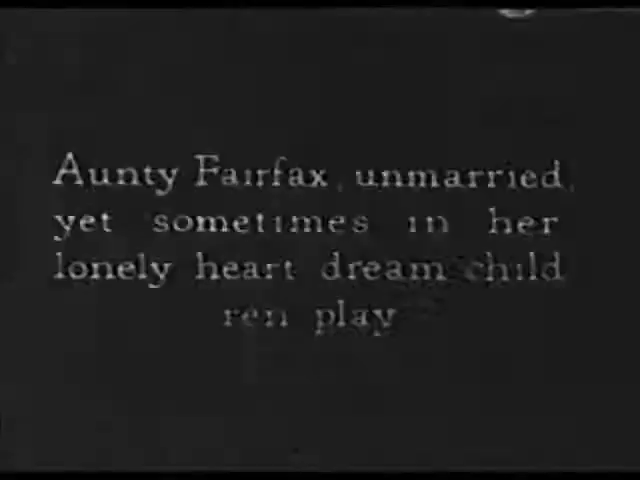 Aunty Fairfax, unmarried,
yet sometimes in her
lonely heart dream child
ren play